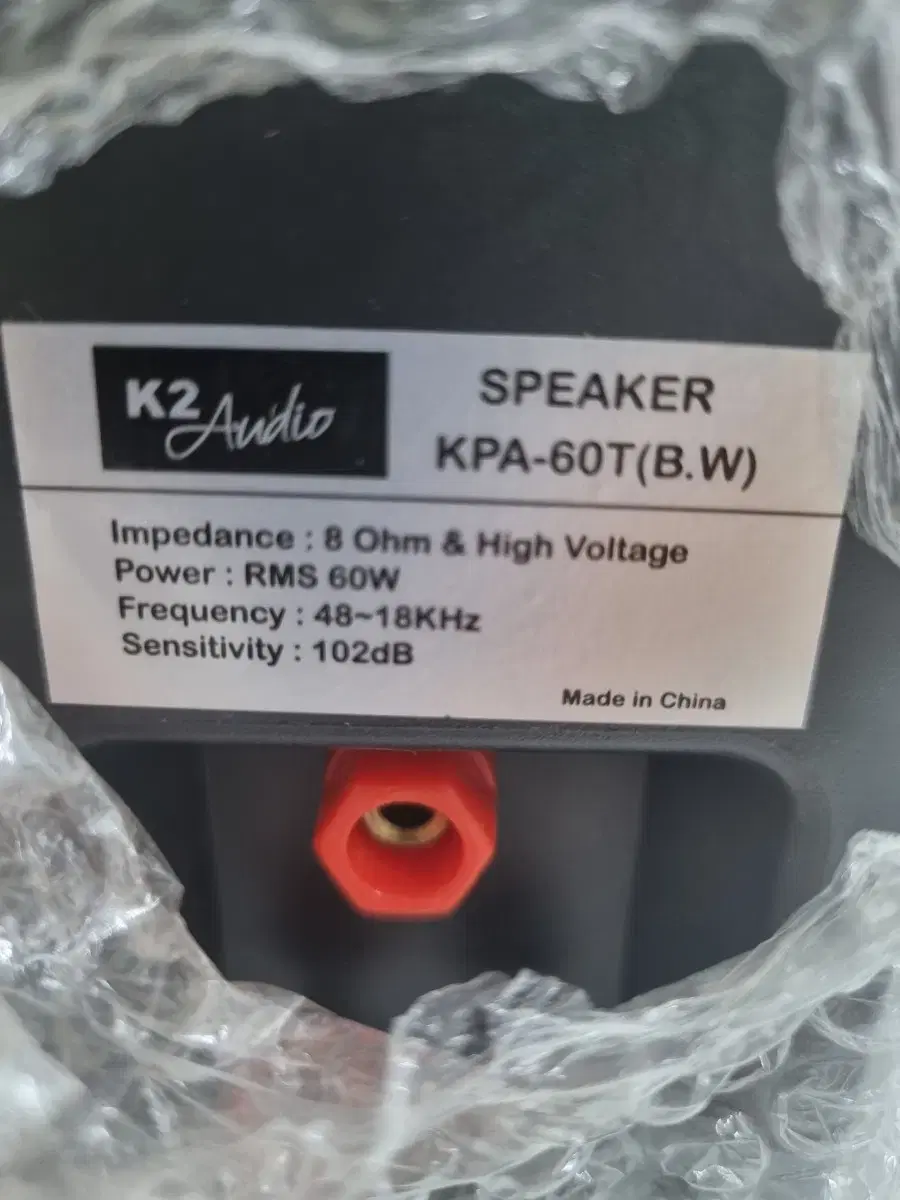 K2 Audio
SPEAKER
KPA-60T(B.W)
Impedance : 8 Ohm & High Voltage
Power : RMS 60W
Frequency : 48~18KHz
Sensitivity : 102dB
Made in China